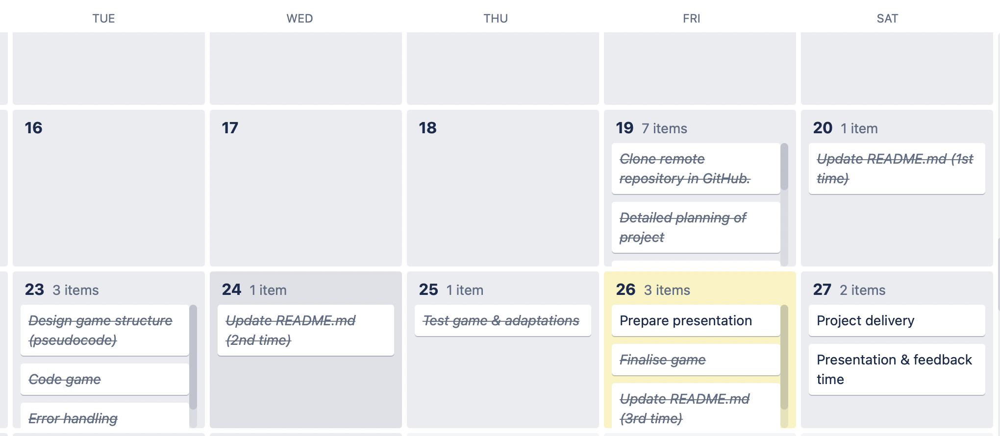 TUE
WED
THU
FRI
SAT
16
17
18
19 7 items
Clone remote
repository in GitHub.
Detailed planning of
project
20 1 item
Update README.md (1st
time)
23 3 items
Design game structure
(pseudocode)
Code game
Error handling
24 1 item
Update README.md
(2nd time)
25 1 item
Test game & adaptations
26 3 items
Prepare presentation
Finalise game
Update README.md
(3rd time)
27 2 items
Project delivery
Presentation & feedback
time